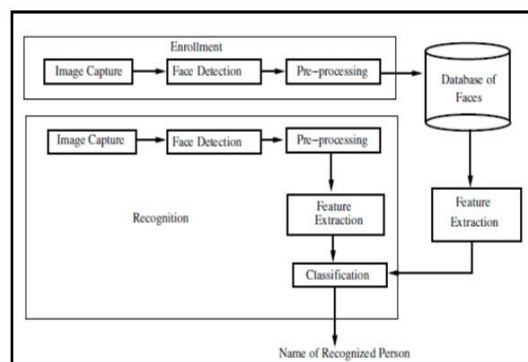 Enrollment
Image Capture
Face Detection
Pre-processing
Database of
Faces
Image Capture
Face Detection
Pre-processing
Feature
Extraction
Feature
Extraction
Recognition
Classification
Name of Recognized Person